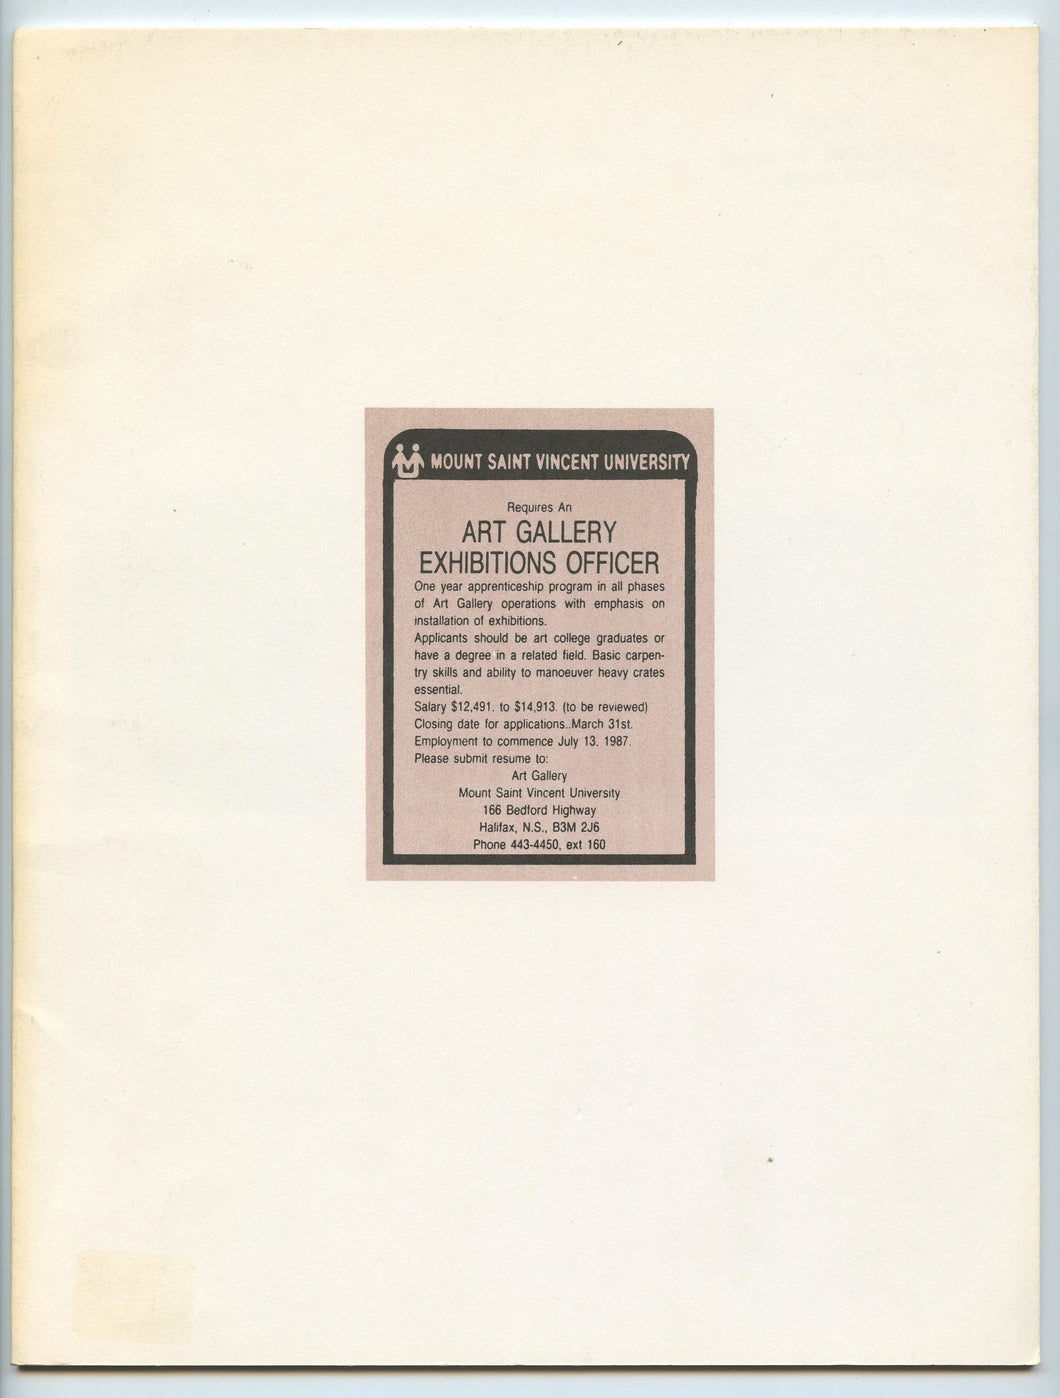 MOUNT SAINT VINCENT UNIVERSITY
Requires An
ART GALLERY
EXHIBITIONS OFFICER
One year apprenticeship program in all phases
of Art Gallery operations with emphasis on
installation of exhibitions.
Applicants should be art college graduates or
have a degree in a related field. Basic carpen-
try skills and ability to manoeuver heavy crates
essential.
Salary $12,491. to $14,913. (to be reviewed)
Closing date for applications..March 31st.
Employment to commence July 13, 1987.
Please submit resume to:
Art Gallery
Mount Saint Vincent University
166 Bedford Highway
Halifax, N.S., B3M 2J6
Phone 443-4450, ext 160